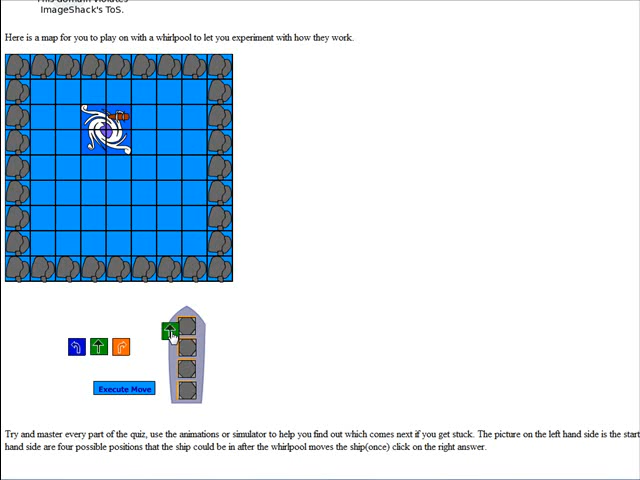 This domain violates
ImageShack's ToS.
Here is a map for you to play on with a whirlpool to let you experiment with how they work.
Execute Move
Try and master every part of the quiz, use the animations or simulator to help you find out which comes next if you get stuck. The picture on the left hand side is the start
hand side are four possible positions that the ship could be in after the whirlpool moves the ship(once) click on the right answer.